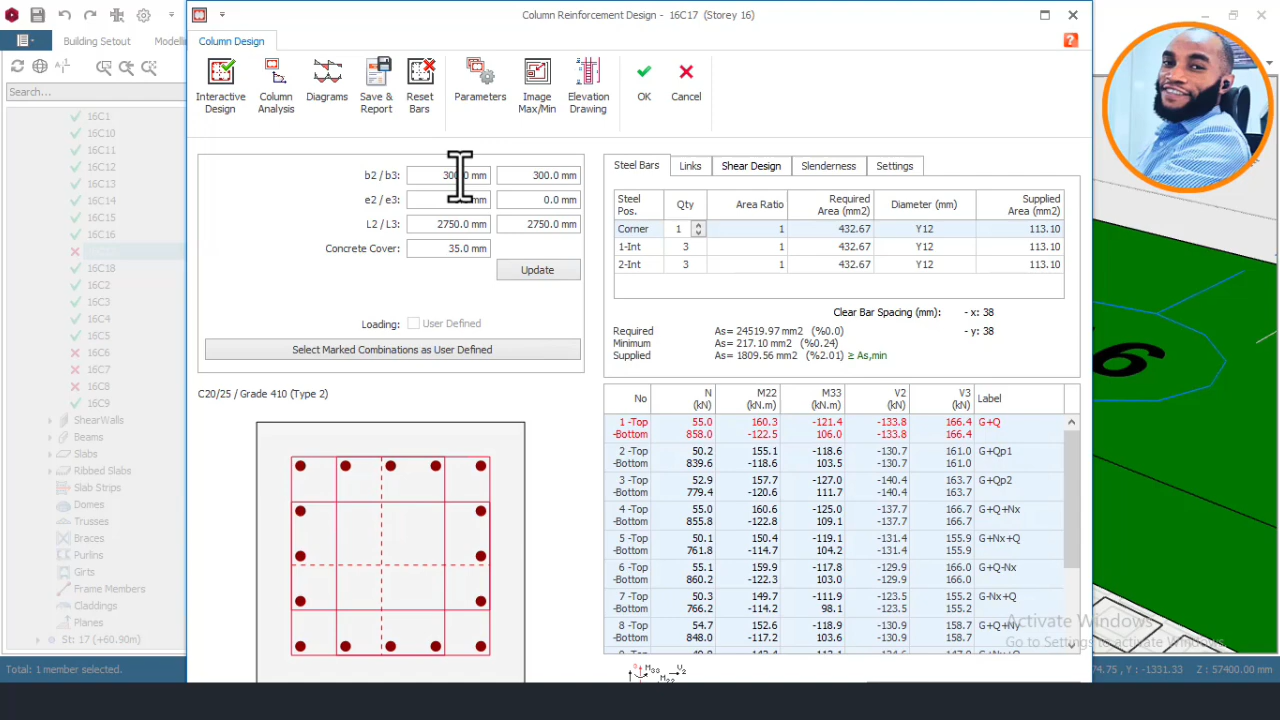 Column Reinforcement Design - 16C17 (Storey 16)
Building Setout
Column Design
Interactive Design
Column Analysis
Diagrams
Save & Report
Reset Bars
Parameters
Image Max/Min
Elevation Drawing
OK
Cancel
Search...
16C1
16C10
16C11
16C12
16C13
16C14
16C15
16C16
16C18
16C2
16C3
16C4
16C5
16C6
16C7
16C8
16C9
ShearWalls
Beams
Slabs
Ribbed Slabs
Slab Strips
Domes
Trusses
Braces
Purlins
Girts
Frame Members
Claddings
Planes
St: 17 (+60.90m)
Total: 1 member selected.
b2 / b3: 300.0 mm 300.0 mm
e2 / e3: mm 0.0 mm
L2 / L3: 2750.0 mm 2750.0 mm
Concrete Cover: 35.0 mm
Update
Loading: User Defined
Select Marked Combinations as User Defined
C20/25 / Grade 410 (Type 2)
Steel Bars Links Shear Design Slenderness Settings
Steel Pos. Qty Area Ratio Required Area (mm2) Diameter (mm) Supplied Area (mm2)
Corner 1 1 432.67 Y12 113.10
1-Int 3 1 432.67 Y12 113.10
2-Int 3 1 432.67 Y12 113.10
Clear Bar Spacing (mm): - x: 38
- y: 38
Required As= 24519.97 mm2 (%0.0)
Minimum As= 217.10 mm2 (%0.24)
Supplied As= 1809.56 mm2 (%2.01) ≥ As,min
No N (kN) M22 (kN.m) M33 (kN.m) V2 (kN) V3 (kN) Label
1 -Top 55.0 160.3 -121.4 -133.8 166.4 G+Q
-Bottom 858.0 -122.5 106.0 -133.8 166.4
2 -Top 50.2 155.1 -118.6 -130.7 161.0 G+Qp1
-Bottom 839.6 -118.6 103.5 -130.7 161.0
3 -Top 52.9 157.7 -127.0 -140.4 163.7 G+Qp2
-Bottom 779.4 -120.6 111.7 -140.4 163.7
4 -Top 55.0 160.6 -125.0 -137.7 166.7 G+Q+Nx
-Bottom 855.8 -122.8 109.1 -137.7 166.7
5 -Top 50.1 150.4 -119.1 -131.4 155.9 G+Nx+Q
-Bottom 761.8 -114.7 104.2 -131.4 155.9
6 -Top 55.1 159.9 -117.8 -129.9 166.0 G+Q-Nx
-Bottom 860.2 -122.3 103.0 -129.9 166.0
7 -Top 50.3 149.7 -111.9 -123.5 155.2 G-Nx+Q
-Bottom 766.2 -114.2 98.1 -123.5 155.2
8 -Top 54.7 152.6 -118.9 -130.9 158.7 G+Q+Ny
-Bottom 848.0 -117.2 103.6 -130.9 158.7
M33 V2
M22
6
Activate Windows
Go to Settings to activate Windows.
74.75 , Y : -1331.33 Z : 57400.00 mm